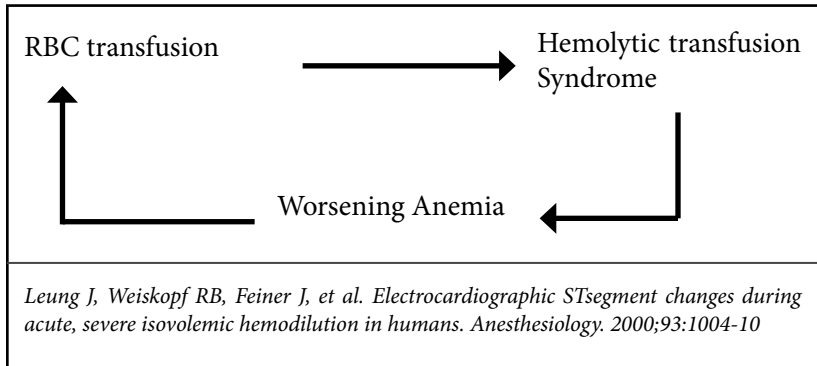 RBC transfusion
Hemolytic transfusion
Syndrome
Worsening Anemia
Leung J, Weiskopf RB, Feiner J, et al. Electrocardiographic STsegment changes during
acute, severe isovolemic hemodilution in humans. Anesthesiology. 2000;93:1004-10